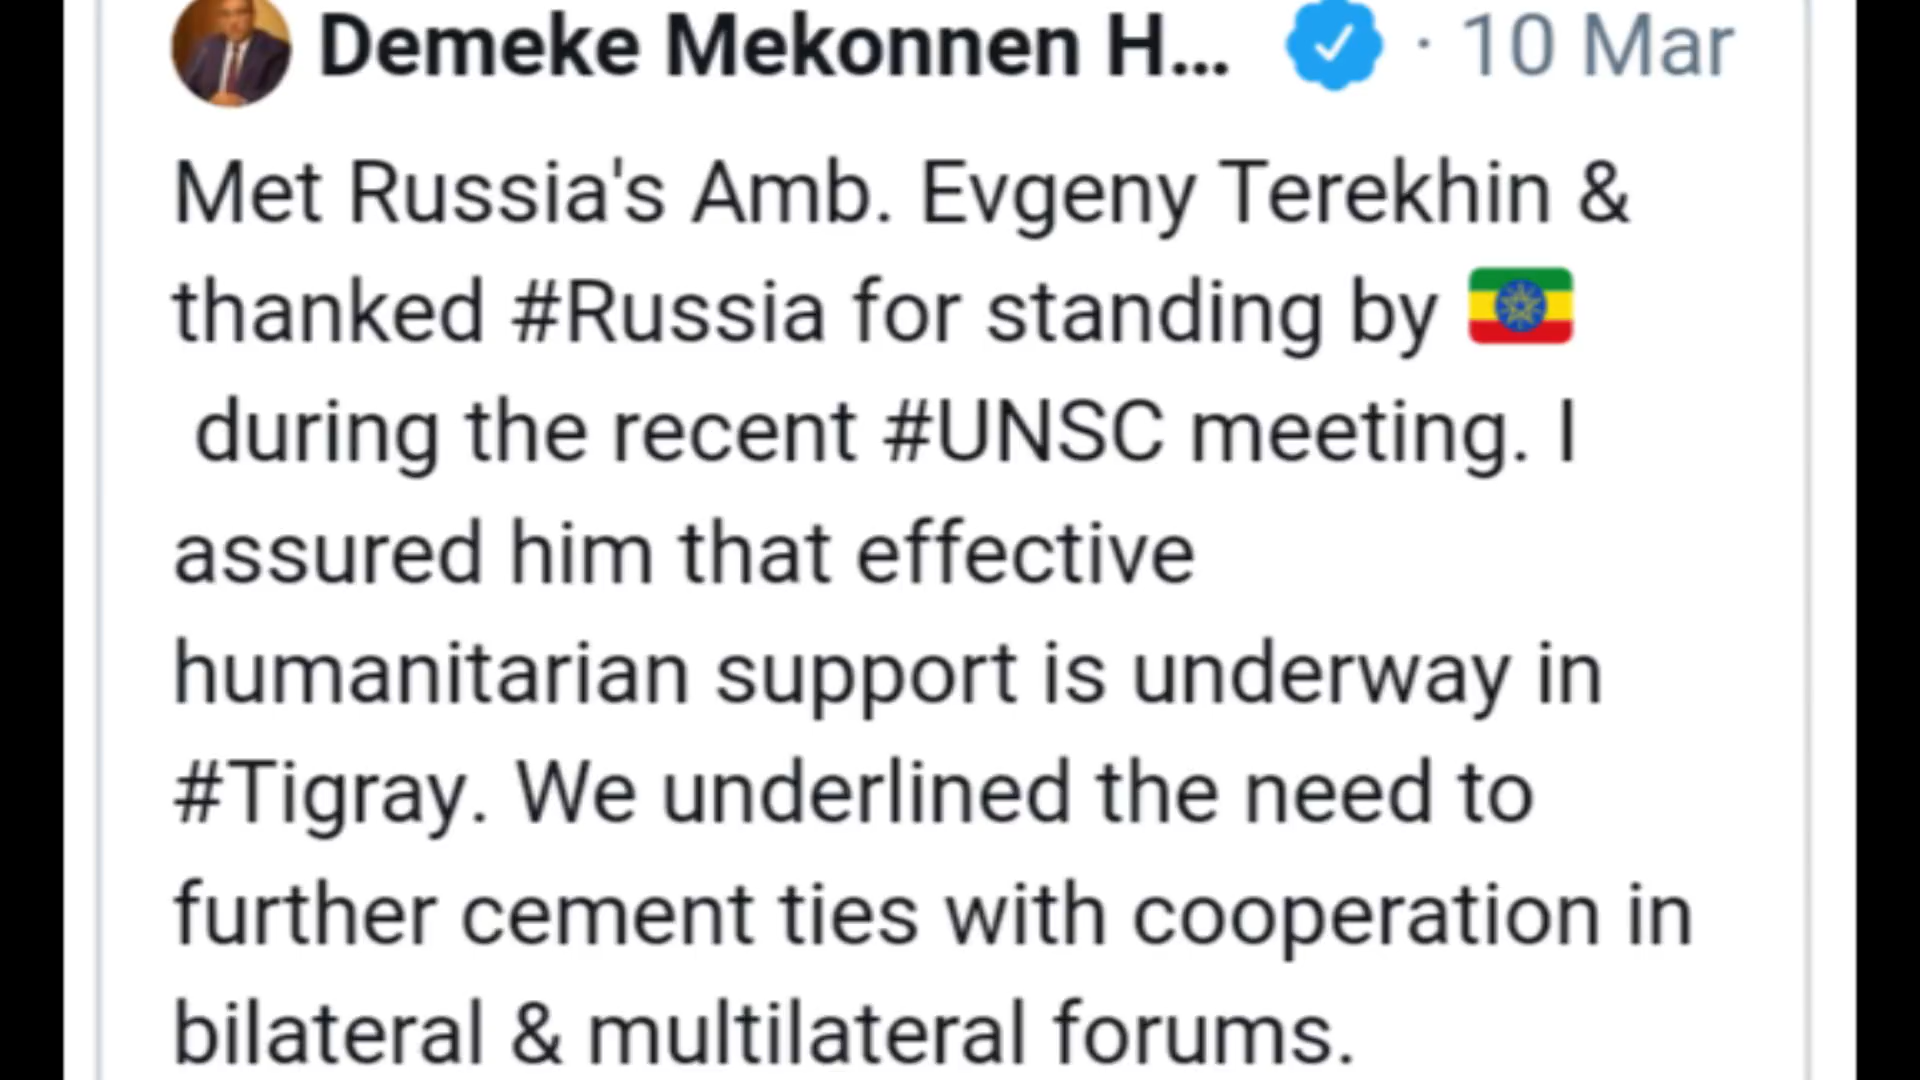 Demeke Mekonnen H... · 10 Mar
Met Russia's Amb. Evgeny Terekhin &
thanked #Russia for standing by 🇪🇹
during the recent #UNSC meeting. I
assured him that effective
humanitarian support is underway in
#Tigray. We underlined the need to
further cement ties with cooperation in
bilateral & multilateral forums.